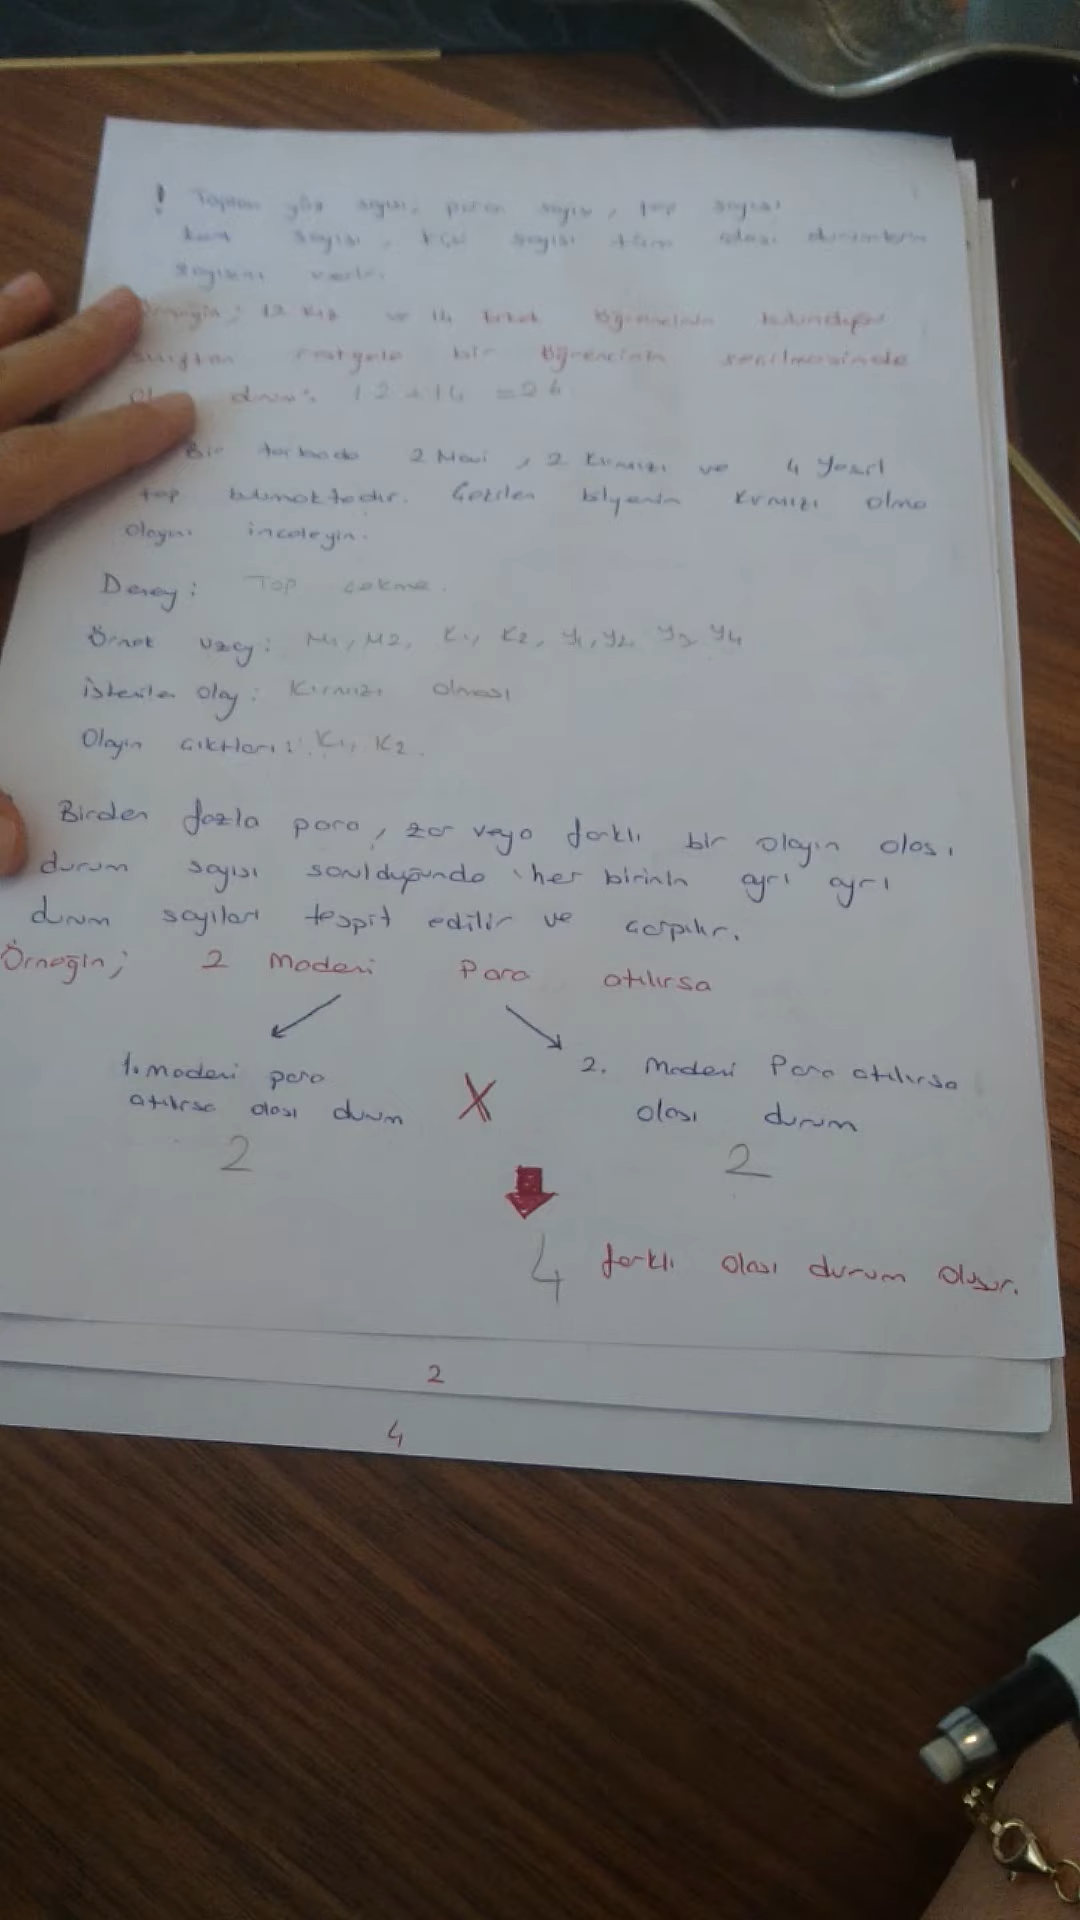 ! Toplam yüz sayısı, puan sayısı, top sayısı
sayısı, kişi sayısı tüm olası durumların
sayısını verir.
Örneğin; 12 kız ve 14 Erkek öğrencinin bulunduğu
sınıftan rastgele bir öğrencinin seçilmesinde
durum: 12+14 =26
Bir torbada 2 Mavi, 2 Kırmızı ve 4 Yeşil
top bulunmaktadır. Çekilen bilyenin kırmızı olma
olayını inceleyin.
Deney: Top çekme.
Örnek uzay: M1, M2, K1, K2, Y1, Y2, Y3 Y4
İstenilen olay: Kırmızı olması
Olayın çıktıları: K1, K2.
Birden fazla para, zar veya farklı bir olayın olası
durum sayısı sorulduğunda her birinin ayrı ayrı
durum sayıları tespit edilir ve çarpılır.
Örneğin; 2 Madeni Para atılırsa
1. madeni para
atılırsa olası durum
2
X
2. Madeni Para atılırsa
olası durum
2
4 farklı olası durum oluşur.
2
4